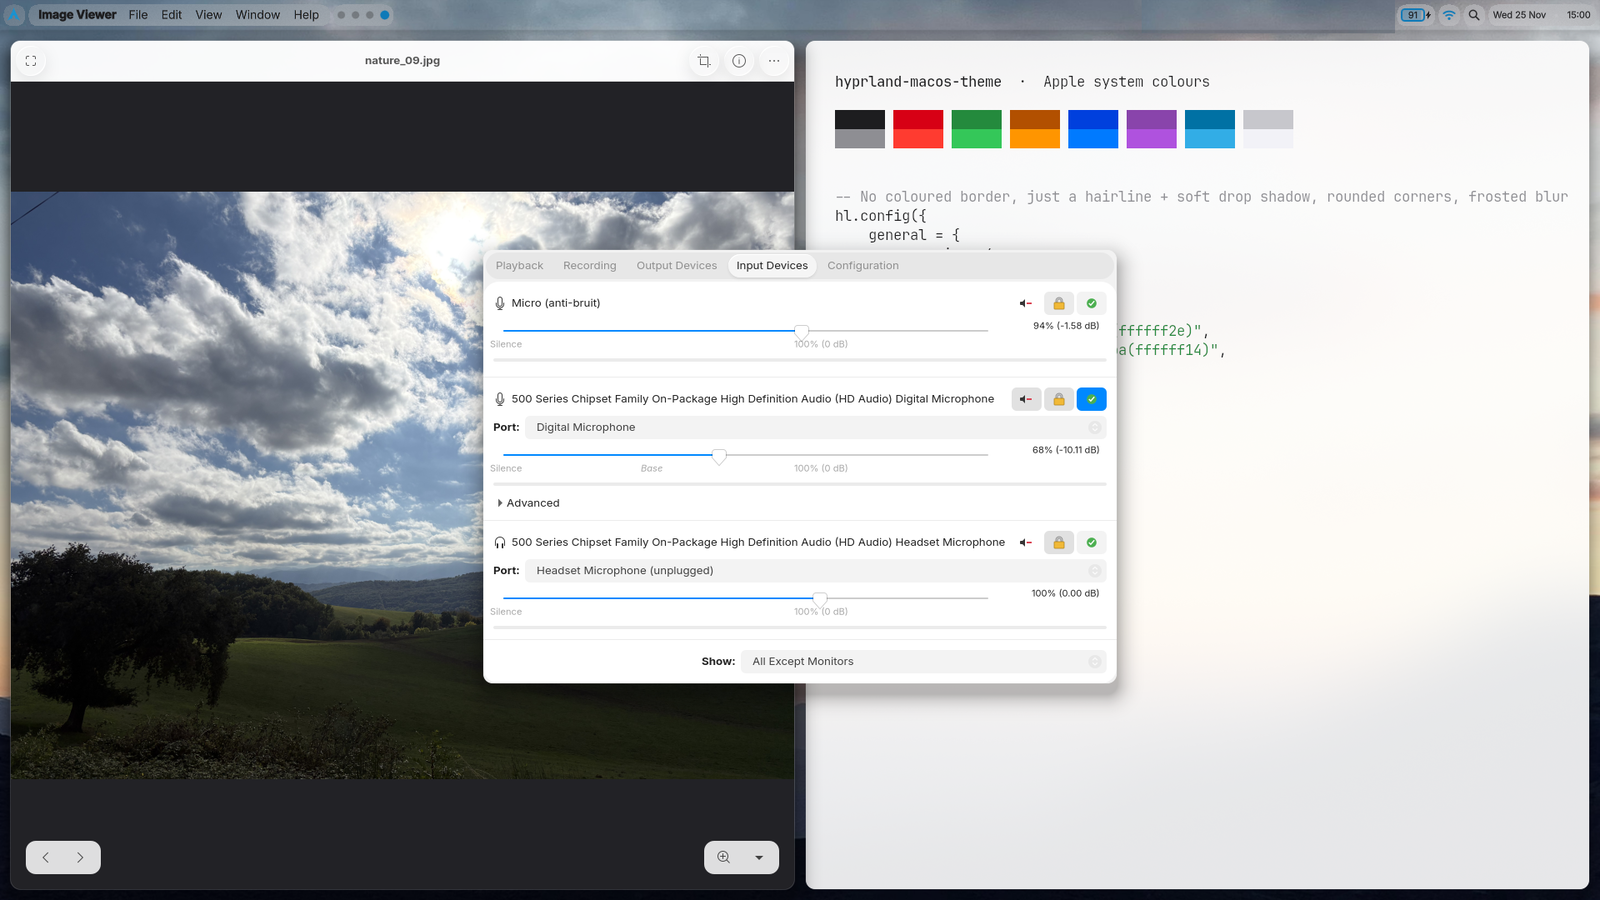 Image Viewer File Edit View Window Help
91 Wed 25 Nov 15:00
nature_09.jpg
hyprland-macos-theme · Apple system colours
-- No coloured border, just a hairline + soft drop shadow, rounded corners, frosted blur
hl.config({
general = {
ffffff2e)",
a(ffffff14)",
Playback Recording Output Devices Input Devices Configuration
Micro (anti-bruit)
94% (-1.58 dB)
Silence 100% (0 dB)
500 Series Chipset Family On-Package High Definition Audio (HD Audio) Digital Microphone
Port: Digital Microphone
68% (-10.11 dB)
Silence Base 100% (0 dB)
Advanced
500 Series Chipset Family On-Package High Definition Audio (HD Audio) Headset Microphone
Port: Headset Microphone (unplugged)
100% (0.00 dB)
Silence 100% (0 dB)
Show: All Except Monitors